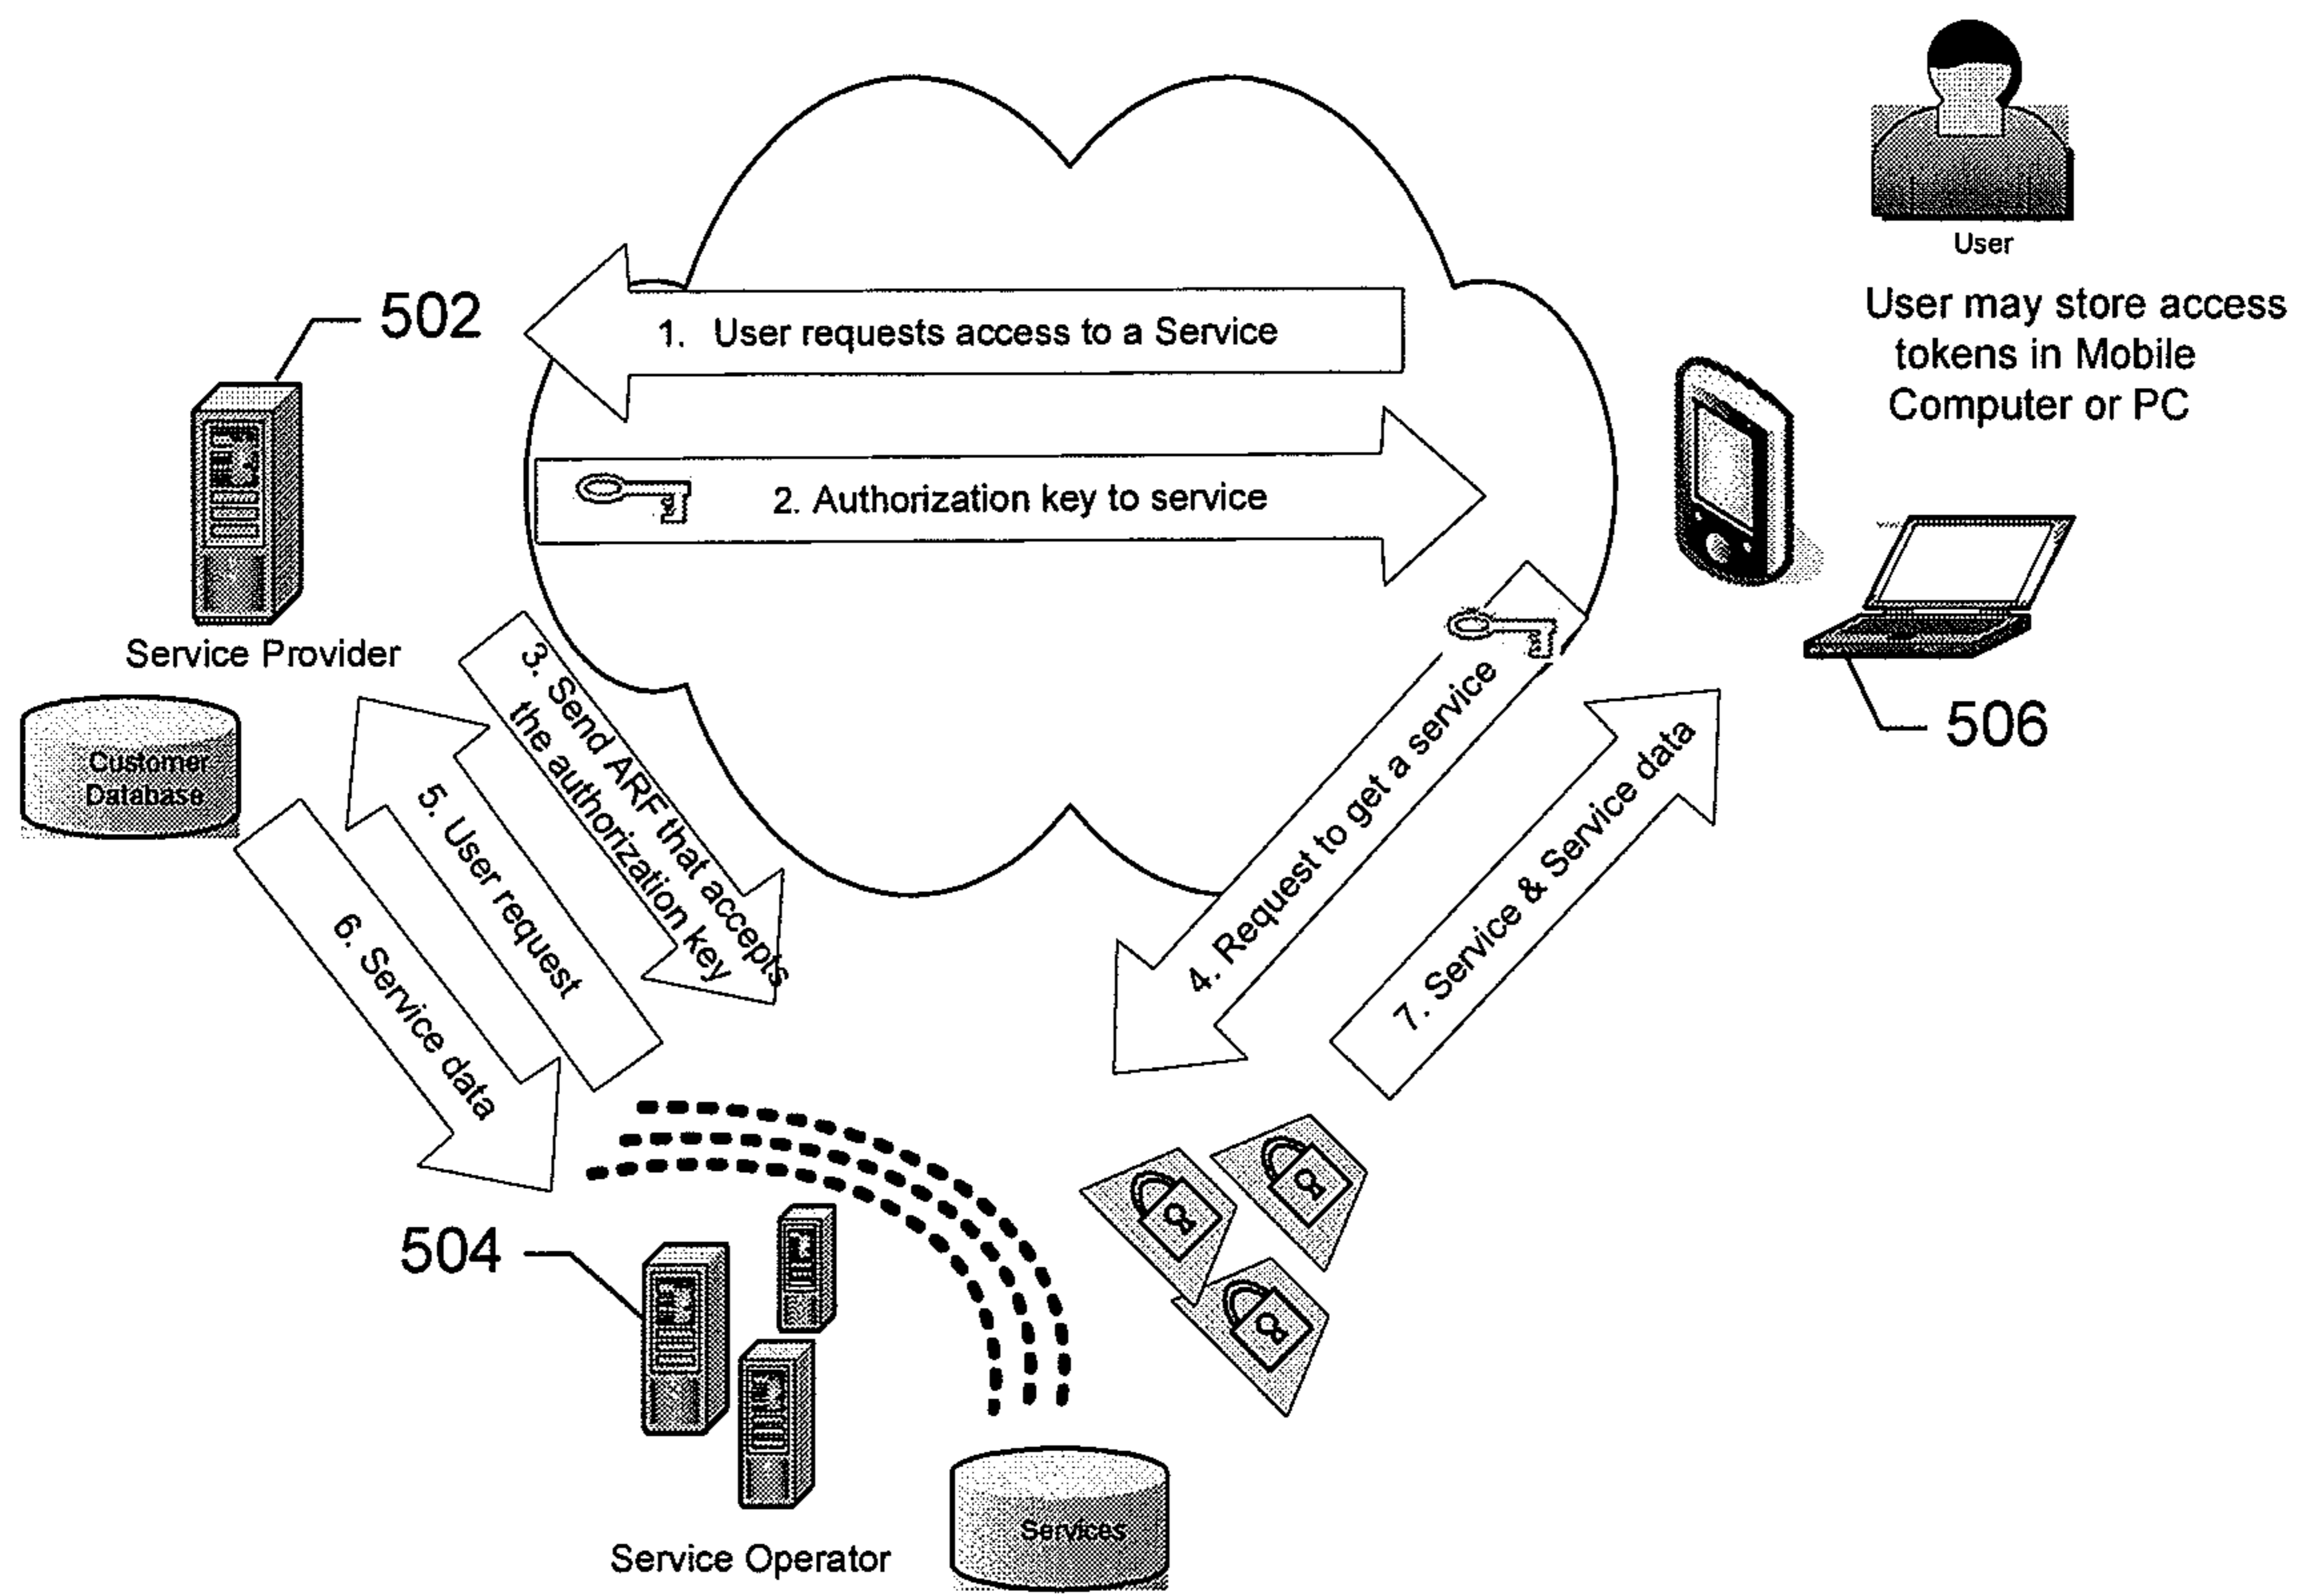 User
User may store access
tokens in Mobile
Computer or PC
502
1. User requests access to a Service
2. Authorization key to service
Service Provider
Customer
Database
3. Send ARF that accepts
the authorization key
4. Request to get a service
506
5. User request
6. Service data
7. Service & Service data
504
Services
Service Operator